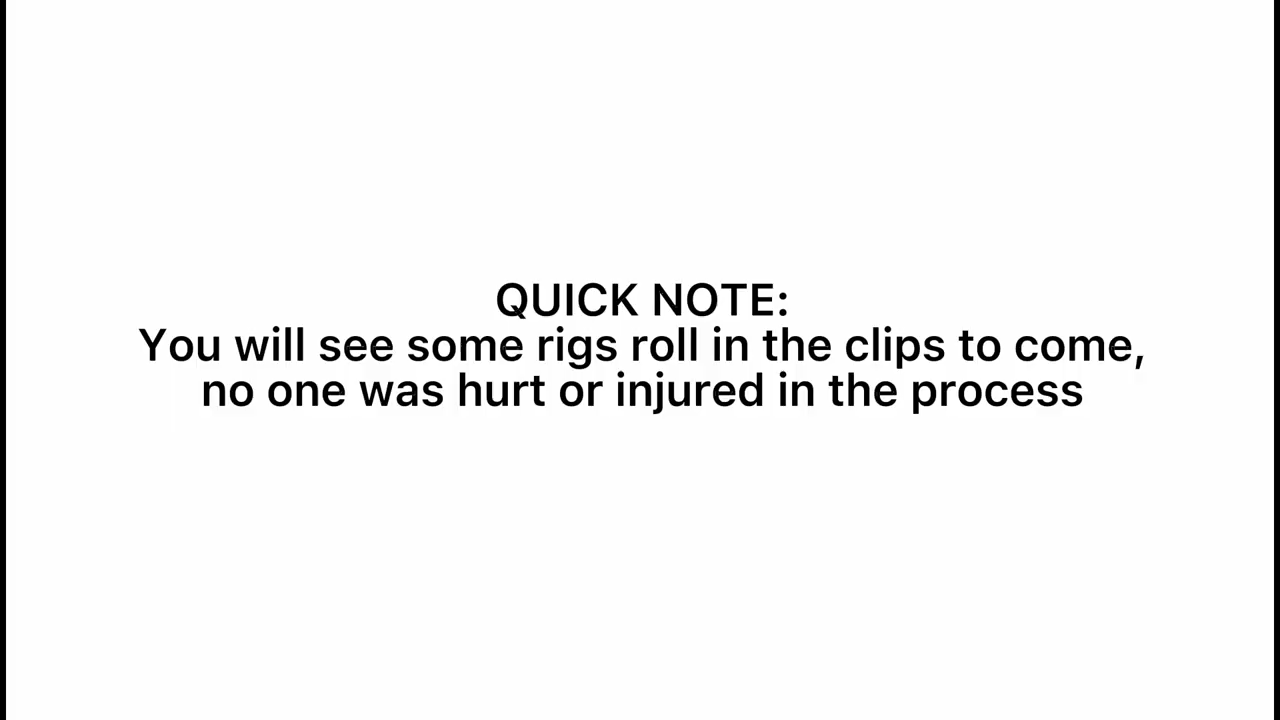 QUICK NOTE:
You will see some rigs roll in the clips to come,
no one was hurt or injured in the process